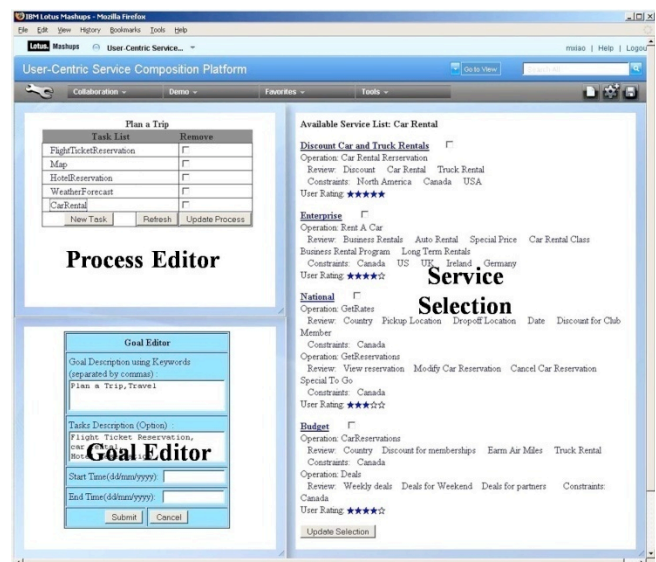 IBM Lotus Mashups - Mozilla Firefox
File Edit View History Bookmarks Tools Help
Lotus. Mashups User-Centric Service...
mxiao | Help | Logou
User-Centric Service Composition Platform
Go to View
Collaboration Demo Favorites Tools
Plan a Trip
Task List Remove
FlightTicketReservation
Map
HotelReservation
WeatherForecast
CarRental
New Task Refresh Update Process
Process Editor
Goal Editor
Goal Description using Keywords
(separated by commas) :
Plan a Trip,Travel
Tasks Description (Option) :
Flight Ticket Reservation,
Goal Editor
Start Time(dd/mm/yyyy):
End Time(dd/mm/yyyy):
Submit Cancel
Available Service List: Car Rental
Discount Car and Truck Rentals
Operation: Car Rental Rerservation
Review: Discount Car Rental Truck Rental
Constraints: North America Canada USA
User Rating: ★★★★★
Enterprise
Operation: Rent A Car
Review: Business Rentals Auto Rental Special Price Car Rental Class
Business Rental Program Long Term Rentals
Constraints: Canada US UK Ireland Germany
User Rating: ★★★★☆
Service
Selection
National
Operation: GetRates
Review: Country Pickup Location Dropoff Location Date Discount for Club
Member
Constraints: Canada
Operation: GetReservations
Review: View reservation Modify Car Reservation Cancel Car Reservation
Special To Go
Constraints: Canada
User Rating: ★★★☆☆
Budget
Operation: CarReservations
Review: Country Discount for memberships Earn Air Miles Truck Rental
Constraints: Canada
Operation: Deals
Review: Weekly deals Deals for Weekend Deals for partners Constraints:
Canada
User Rating: ★★★★☆
Update Selection